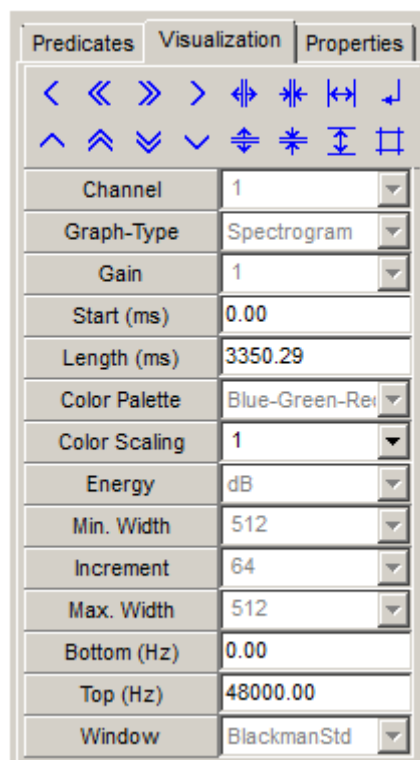 Predicates Visualization Properties
Channel 1
Graph-Type Spectrogram
Gain 1
Start (ms) 0.00
Length (ms) 3350.29
Color Palette Blue-Green-Re
Color Scaling 1
Energy dB
Min. Width 512
Increment 64
Max. Width 512
Bottom (Hz) 0.00
Top (Hz) 48000.00
Window BlackmanStd